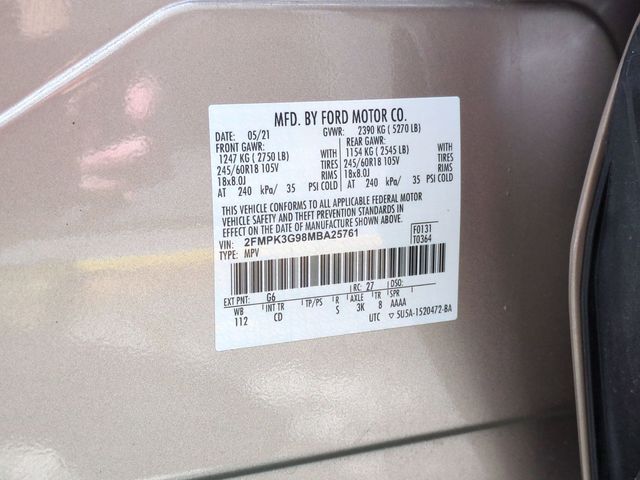 MFD. BY FORD MOTOR CO.
DATE: 05/21 GVWR: 2390 KG ( 5270 LB)
FRONT GAWR: REAR GAWR:
1247 KG ( 2750 LB) WITH 1154 KG ( 2545 LB) WITH
245/60R18 105V TIRES 245/60R18 105V TIRES
18x8.0J RIMS 18x8.0J RIMS
AT 240 kPa/ 35 PSI COLD AT 240 kPa/ 35 PSI COLD
THIS VEHICLE CONFORMS TO ALL APPLICABLE FEDERAL MOTOR
VEHICLE SAFETY AND THEFT PREVENTION STANDARDS IN
EFFECT ON THE DATE OF MANUFACTURE SHOWN ABOVE.
VIN: 2FMPK3G98MBA25761 F0131
TYPE: MPV T0364
EXT PNT: G6 RC: 27 DSO:
WB INT TR TP/PS R AXLE TR SPR
112 CD S 3K 8 AAAA
UTC ▽ 5U5A-1520472-BA